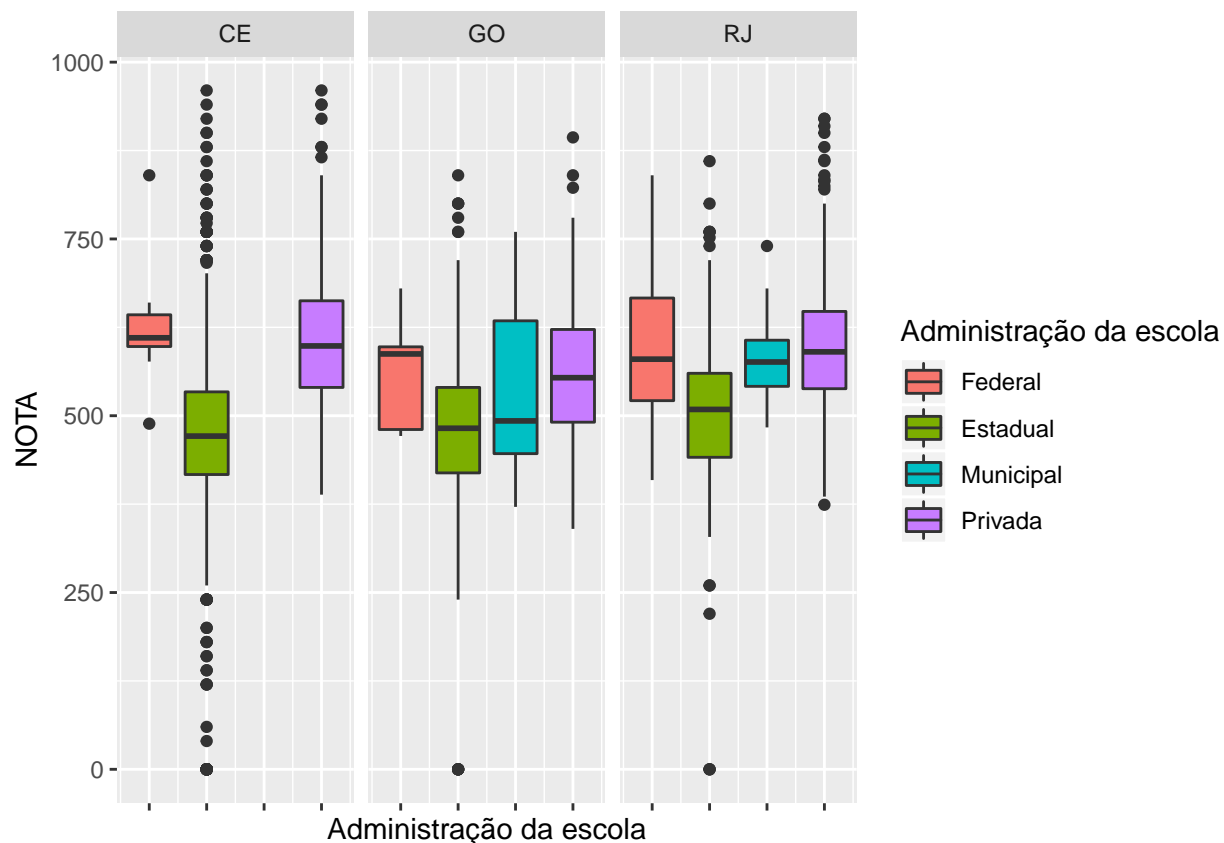 CE GO RJ
1000
750
500
250
0
NOTA
Administração da escola
Administração da escola
Federal
Estadual
Municipal
Privada